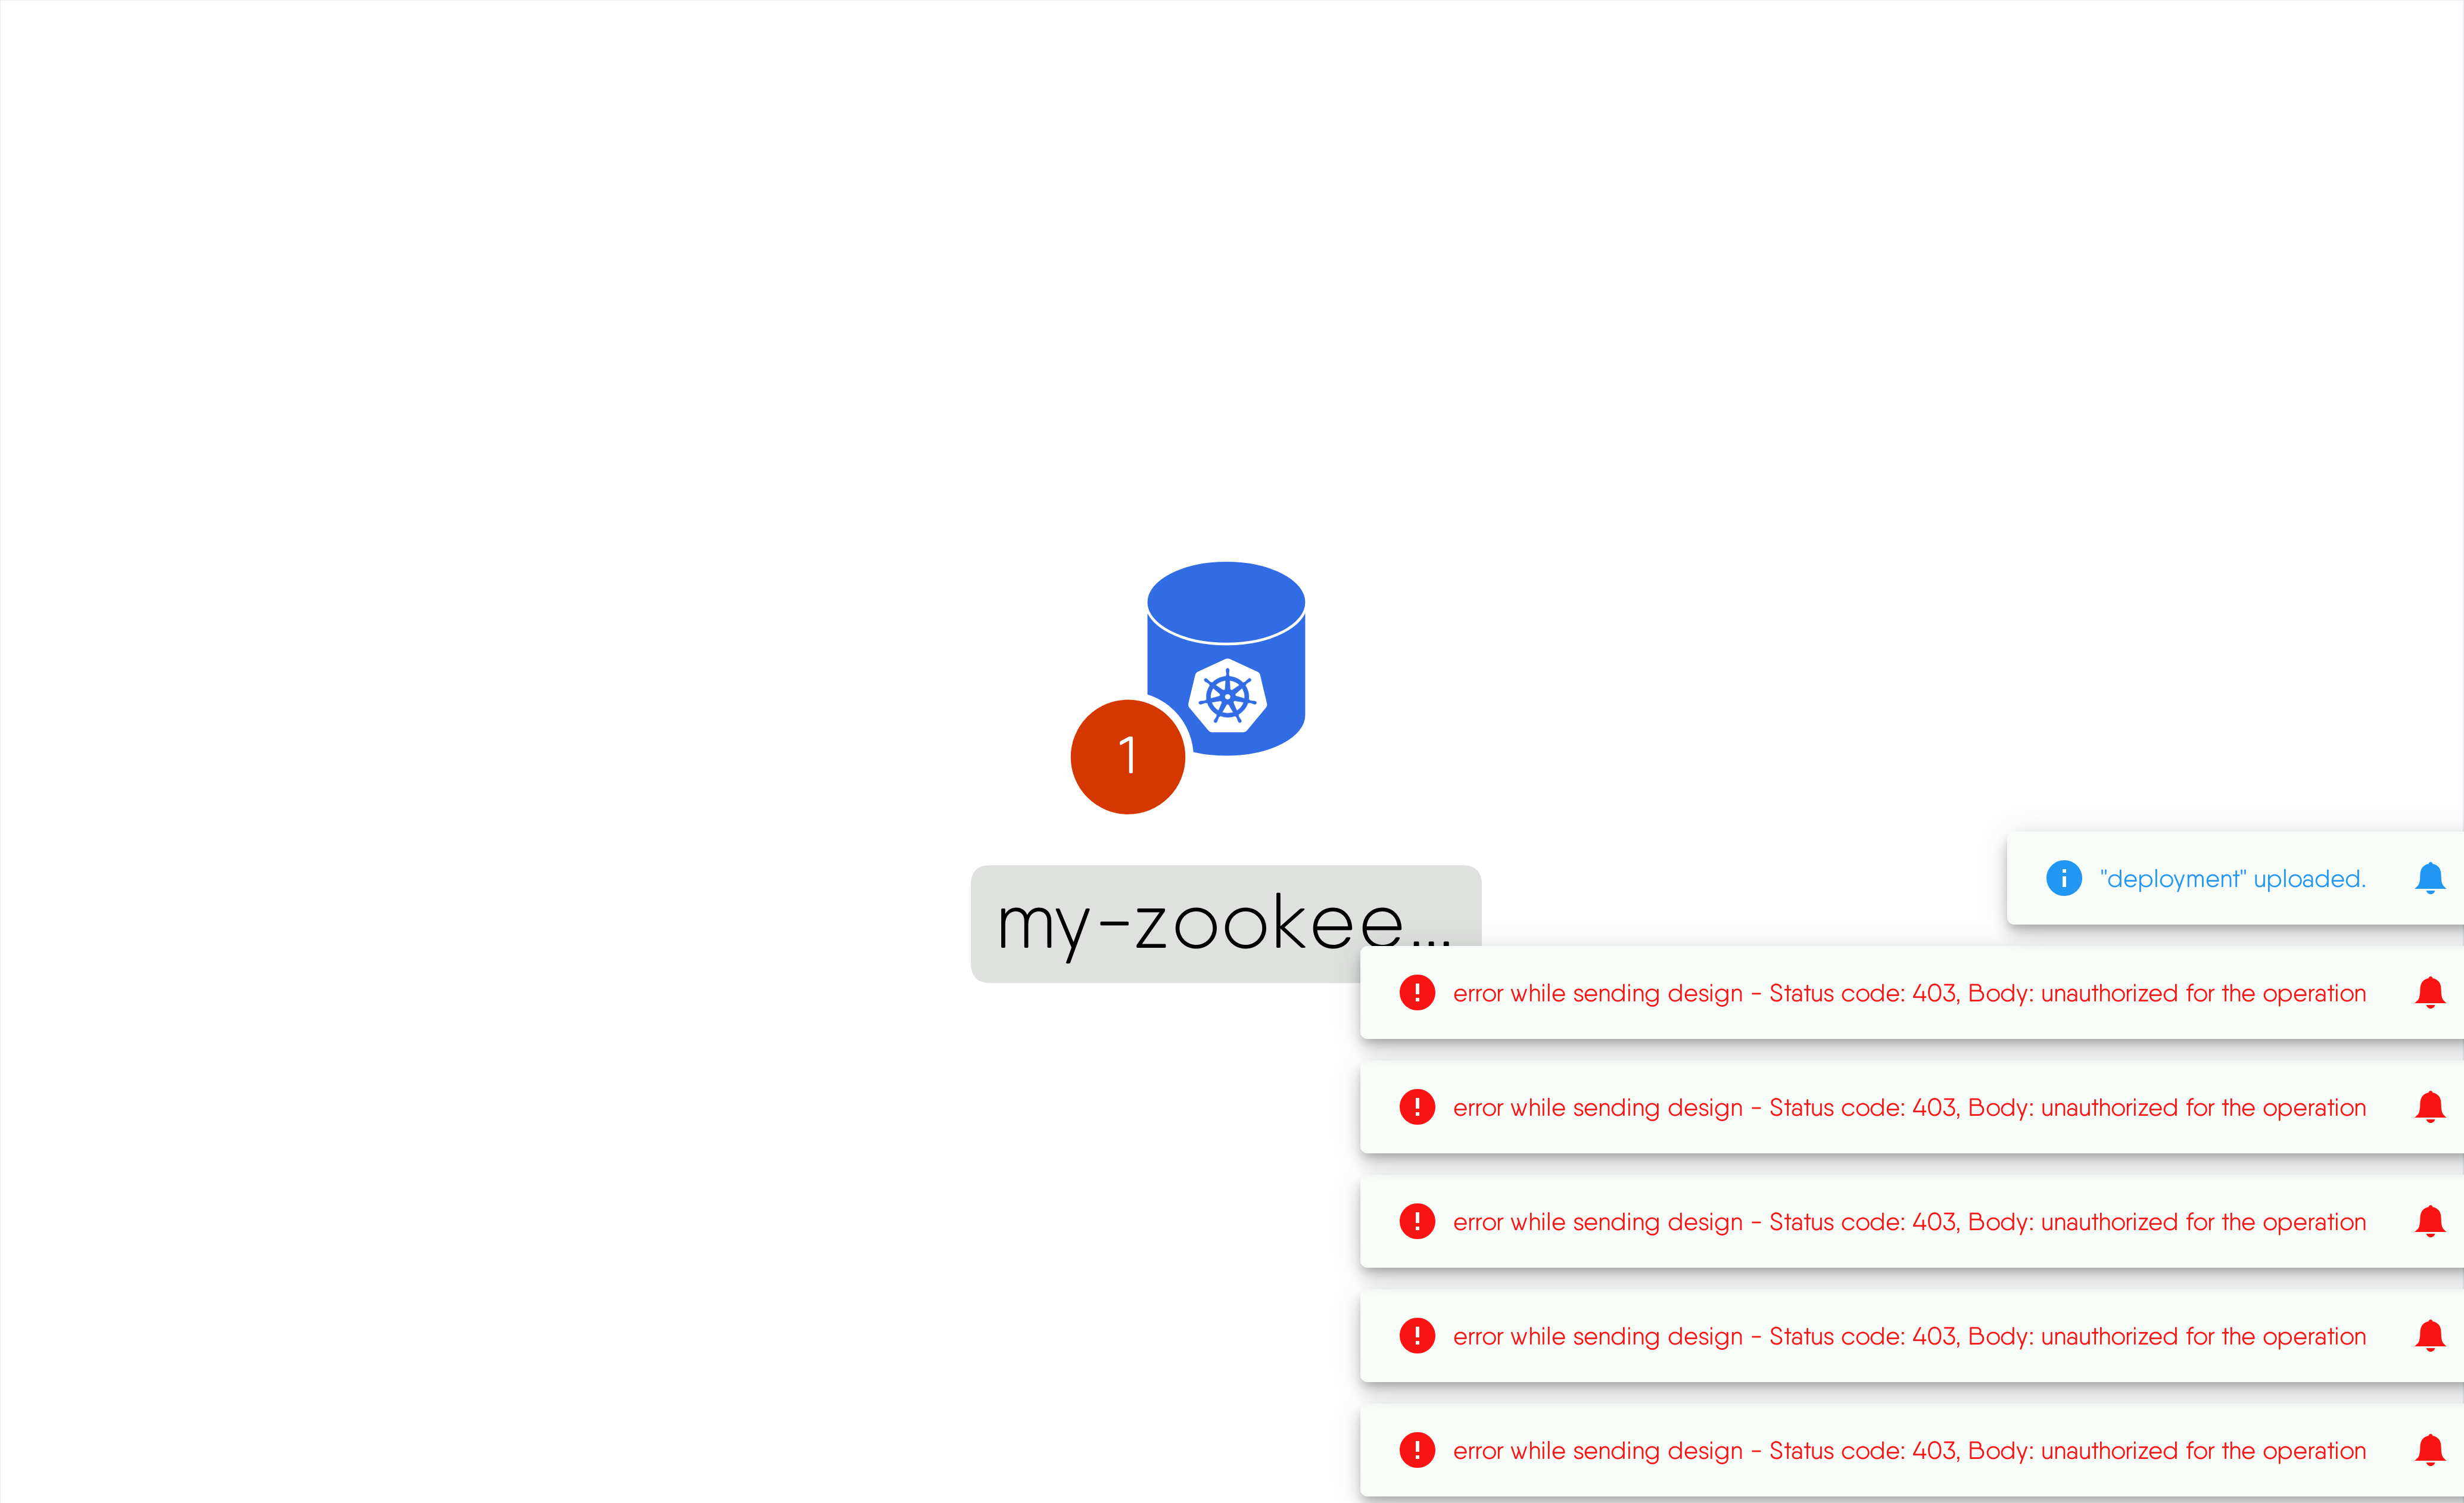 1
my-zookee...
"deployment" uploaded.
error while sending design - Status code: 403, Body: unauthorized for the operation
error while sending design - Status code: 403, Body: unauthorized for the operation
error while sending design - Status code: 403, Body: unauthorized for the operation
error while sending design - Status code: 403, Body: unauthorized for the operation
error while sending design - Status code: 403, Body: unauthorized for the operation